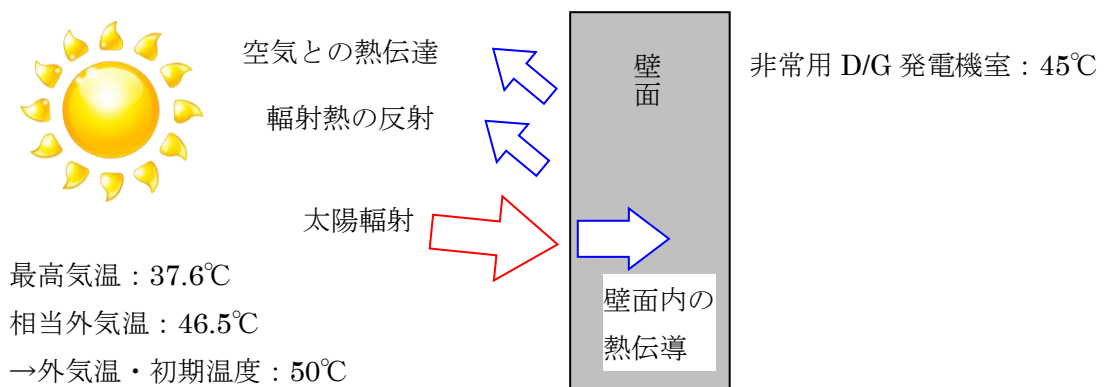 空気との熱伝達
輻射熱の反射
太陽輻射
最高気温：37.6℃
相当外気温：46.5℃
→外気温・初期温度：50℃
壁面
壁面内の
熱伝導
非常用 D/G 発電機室：45℃